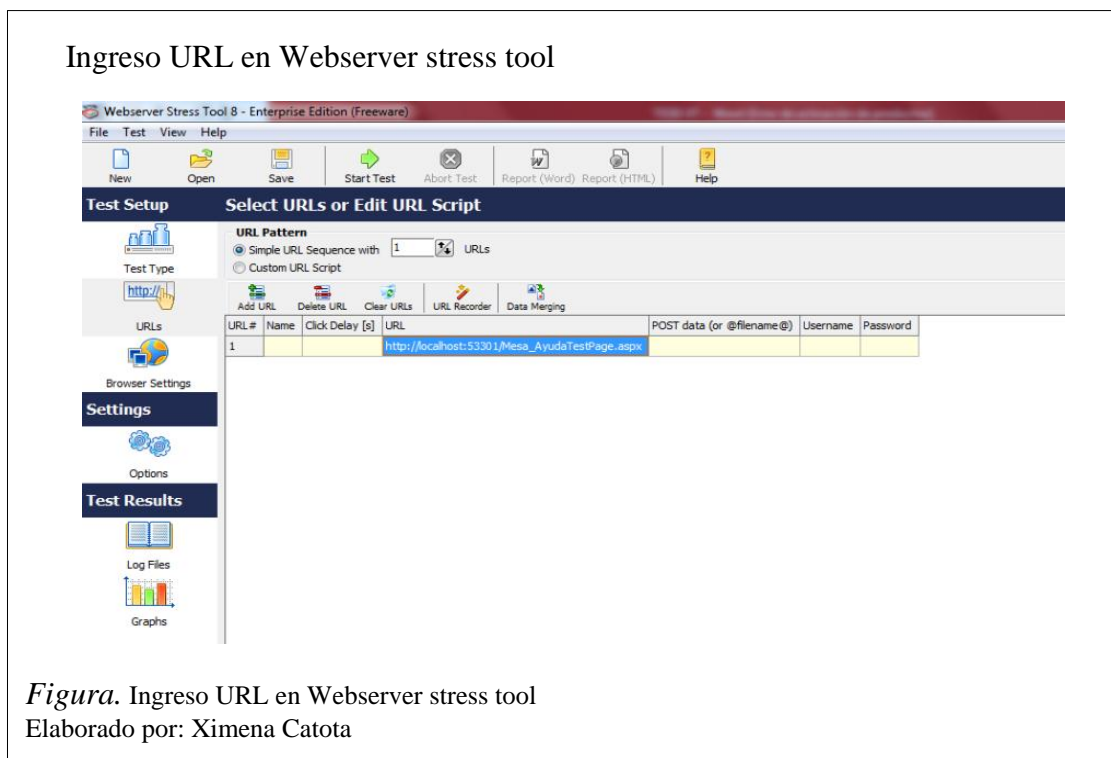 Ingreso URL en Webserver stress tool
Webserver Stress Tool 8 - Enterprise Edition (Freeware)
File Test View Help
New Open Save Start Test Abort Test Report (Word) Report (HTML) Help
Test Setup
Select URLs or Edit URL Script
URL Pattern
Simple URL Sequence with 1 URLs
Custom URL Script
Test Type
http://
URLs
Add URL Delete URL Clear URLs URL Recorder Data Merging
URL# Name Click Delay [s] URL POST data (or @filename@) Username Password
1 http://localhost:53301/Mesa_AyudaTestPage.aspx
Browser Settings
Settings
Options
Test Results
Log Files
Graphs
Figura. Ingreso URL en Webserver stress tool
Elaborado por: Ximena Catota